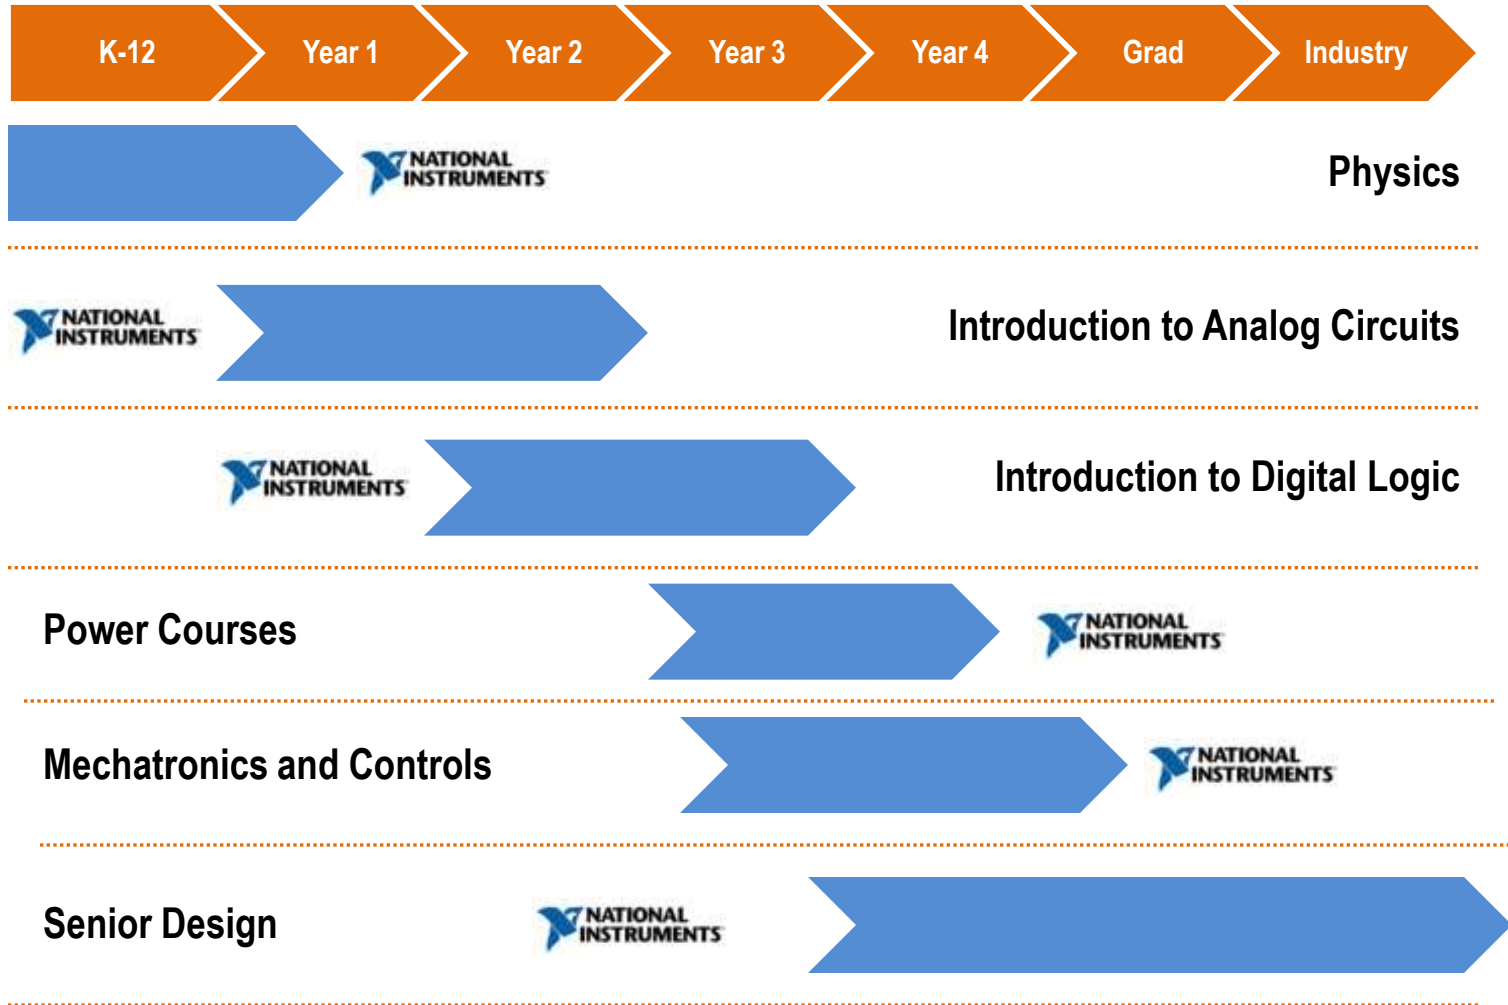 K-12 Year 1 Year 2 Year 3 Year 4 Grad Industry
NATIONAL
INSTRUMENTS
Physics
NATIONAL
INSTRUMENTS
Introduction to Analog Circuits
NATIONAL
INSTRUMENTS
Introduction to Digital Logic
Power Courses
NATIONAL
INSTRUMENTS
Mechatronics and Controls
NATIONAL
INSTRUMENTS
Senior Design
NATIONAL
INSTRUMENTS